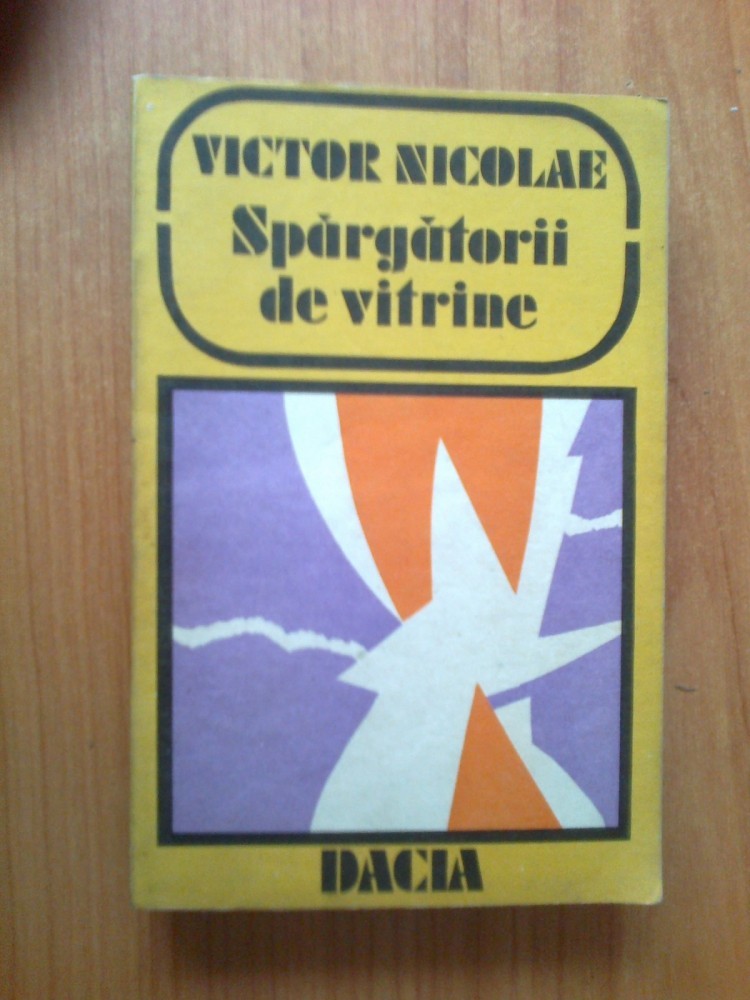 VICTOR NICOLAE
Spărgătorii
de vitrine
DACIA